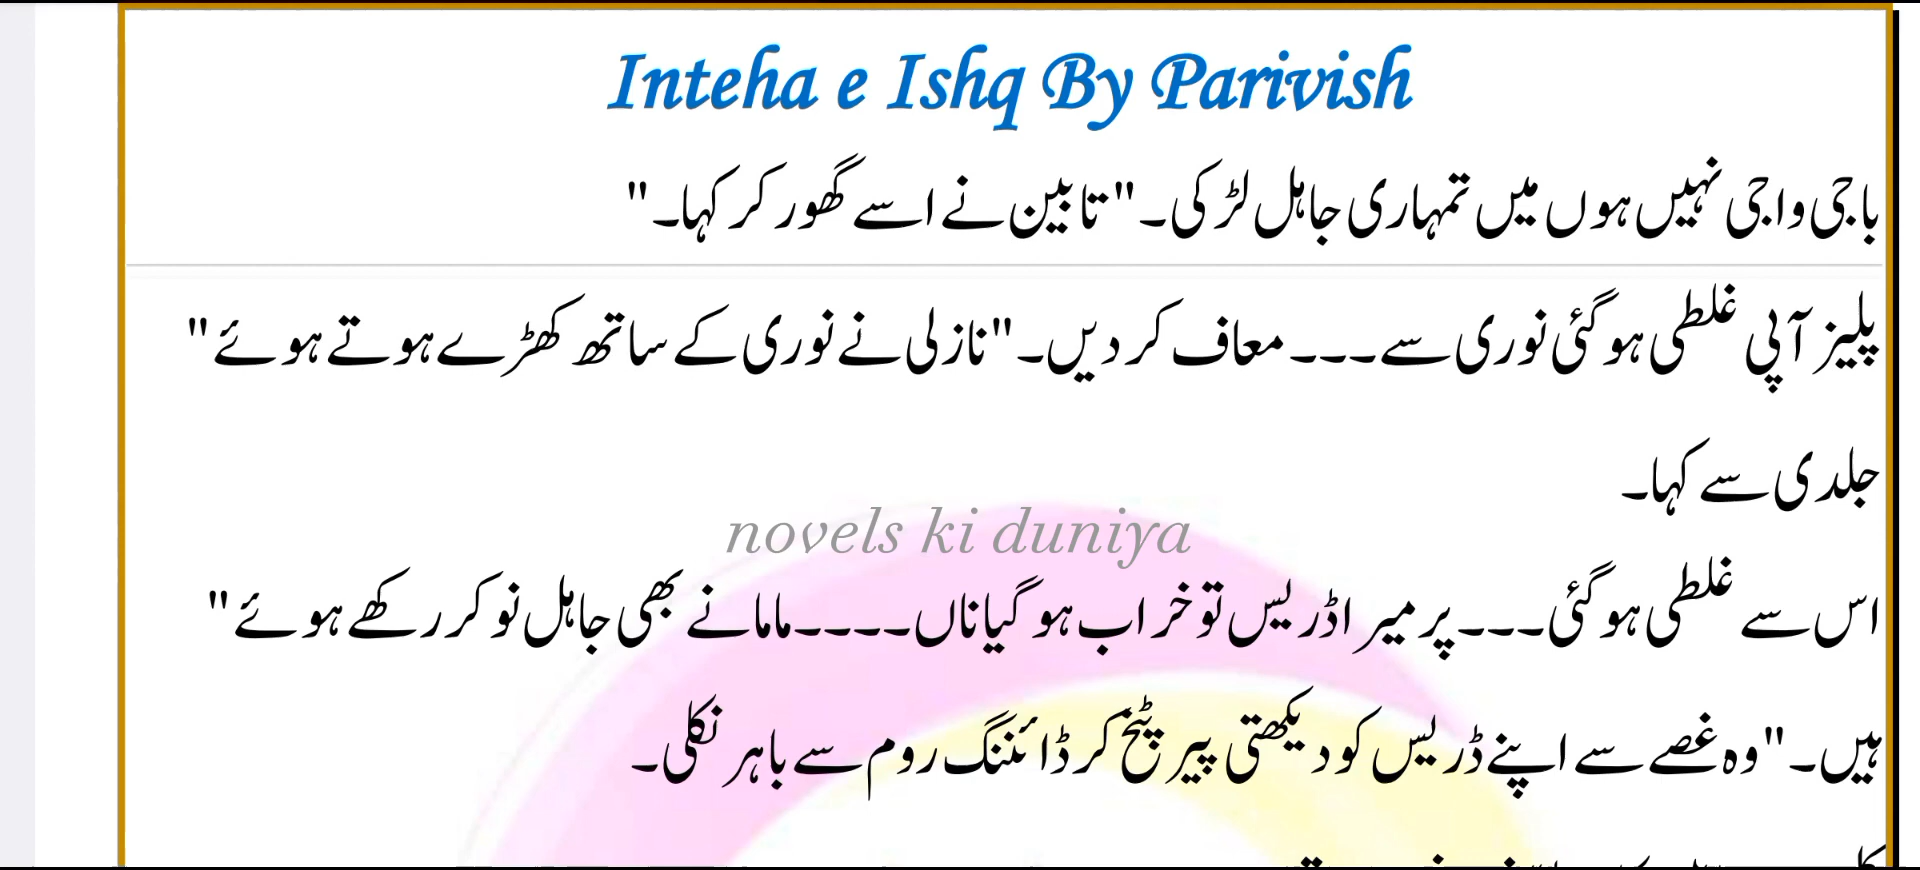 Inteha e Ishq By Parivish
باجی واجی نہیں ہوں میں تمہاری جاہل لڑکی۔"تابین نے اسے گھور کر کہا۔"
پلیز آپی غلطی ہو گئی نوری سے۔۔۔ معاف کر دیں۔"نازلی نے نوری کے ساتھ کھڑے ہوتے ہوئے"
جلدی سے کہا۔
novels ki duniya
اس سے غلطی ہو گئی۔۔۔پر میرا ڈریس تو خراب ہو گیا ناں۔۔۔۔ماما نے بھی جاہل نوکر رکھے ہوئے"
ہیں۔"وہ غصے سے اپنے ڈریس کو دیکھتی پیر پٹخ کر ڈائننگ روم سے باہر نکلی۔